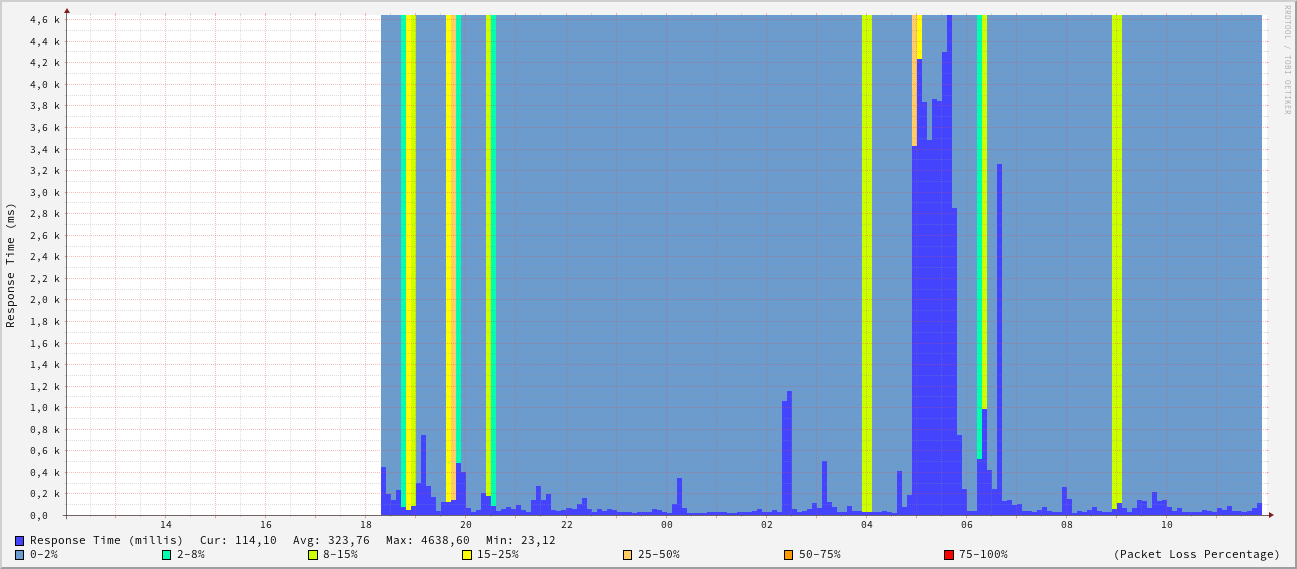 RRDTOOL / TOBI OETIKER
Response Time (ms)
4,6 k
4,4 k
4,2 k
4,0 k
3,8 k
3,6 k
3,4 k
3,2 k
3,0 k
2,8 k
2,6 k
2,4 k
2,2 k
2,0 k
1,8 k
1,6 k
1,4 k
1,2 k
1,0 k
0,8 k
0,6 k
0,4 k
0,2 k
0,0
14 16 18 20 22 00 02 04 06 08 10
Response Time (millis) Cur: 114,10 Avg: 323,76 Max: 4638,60 Min: 23,12
0-2% 2-8% 8-15% 15-25% 25-50% 50-75% 75-100% (Packet Loss Percentage)